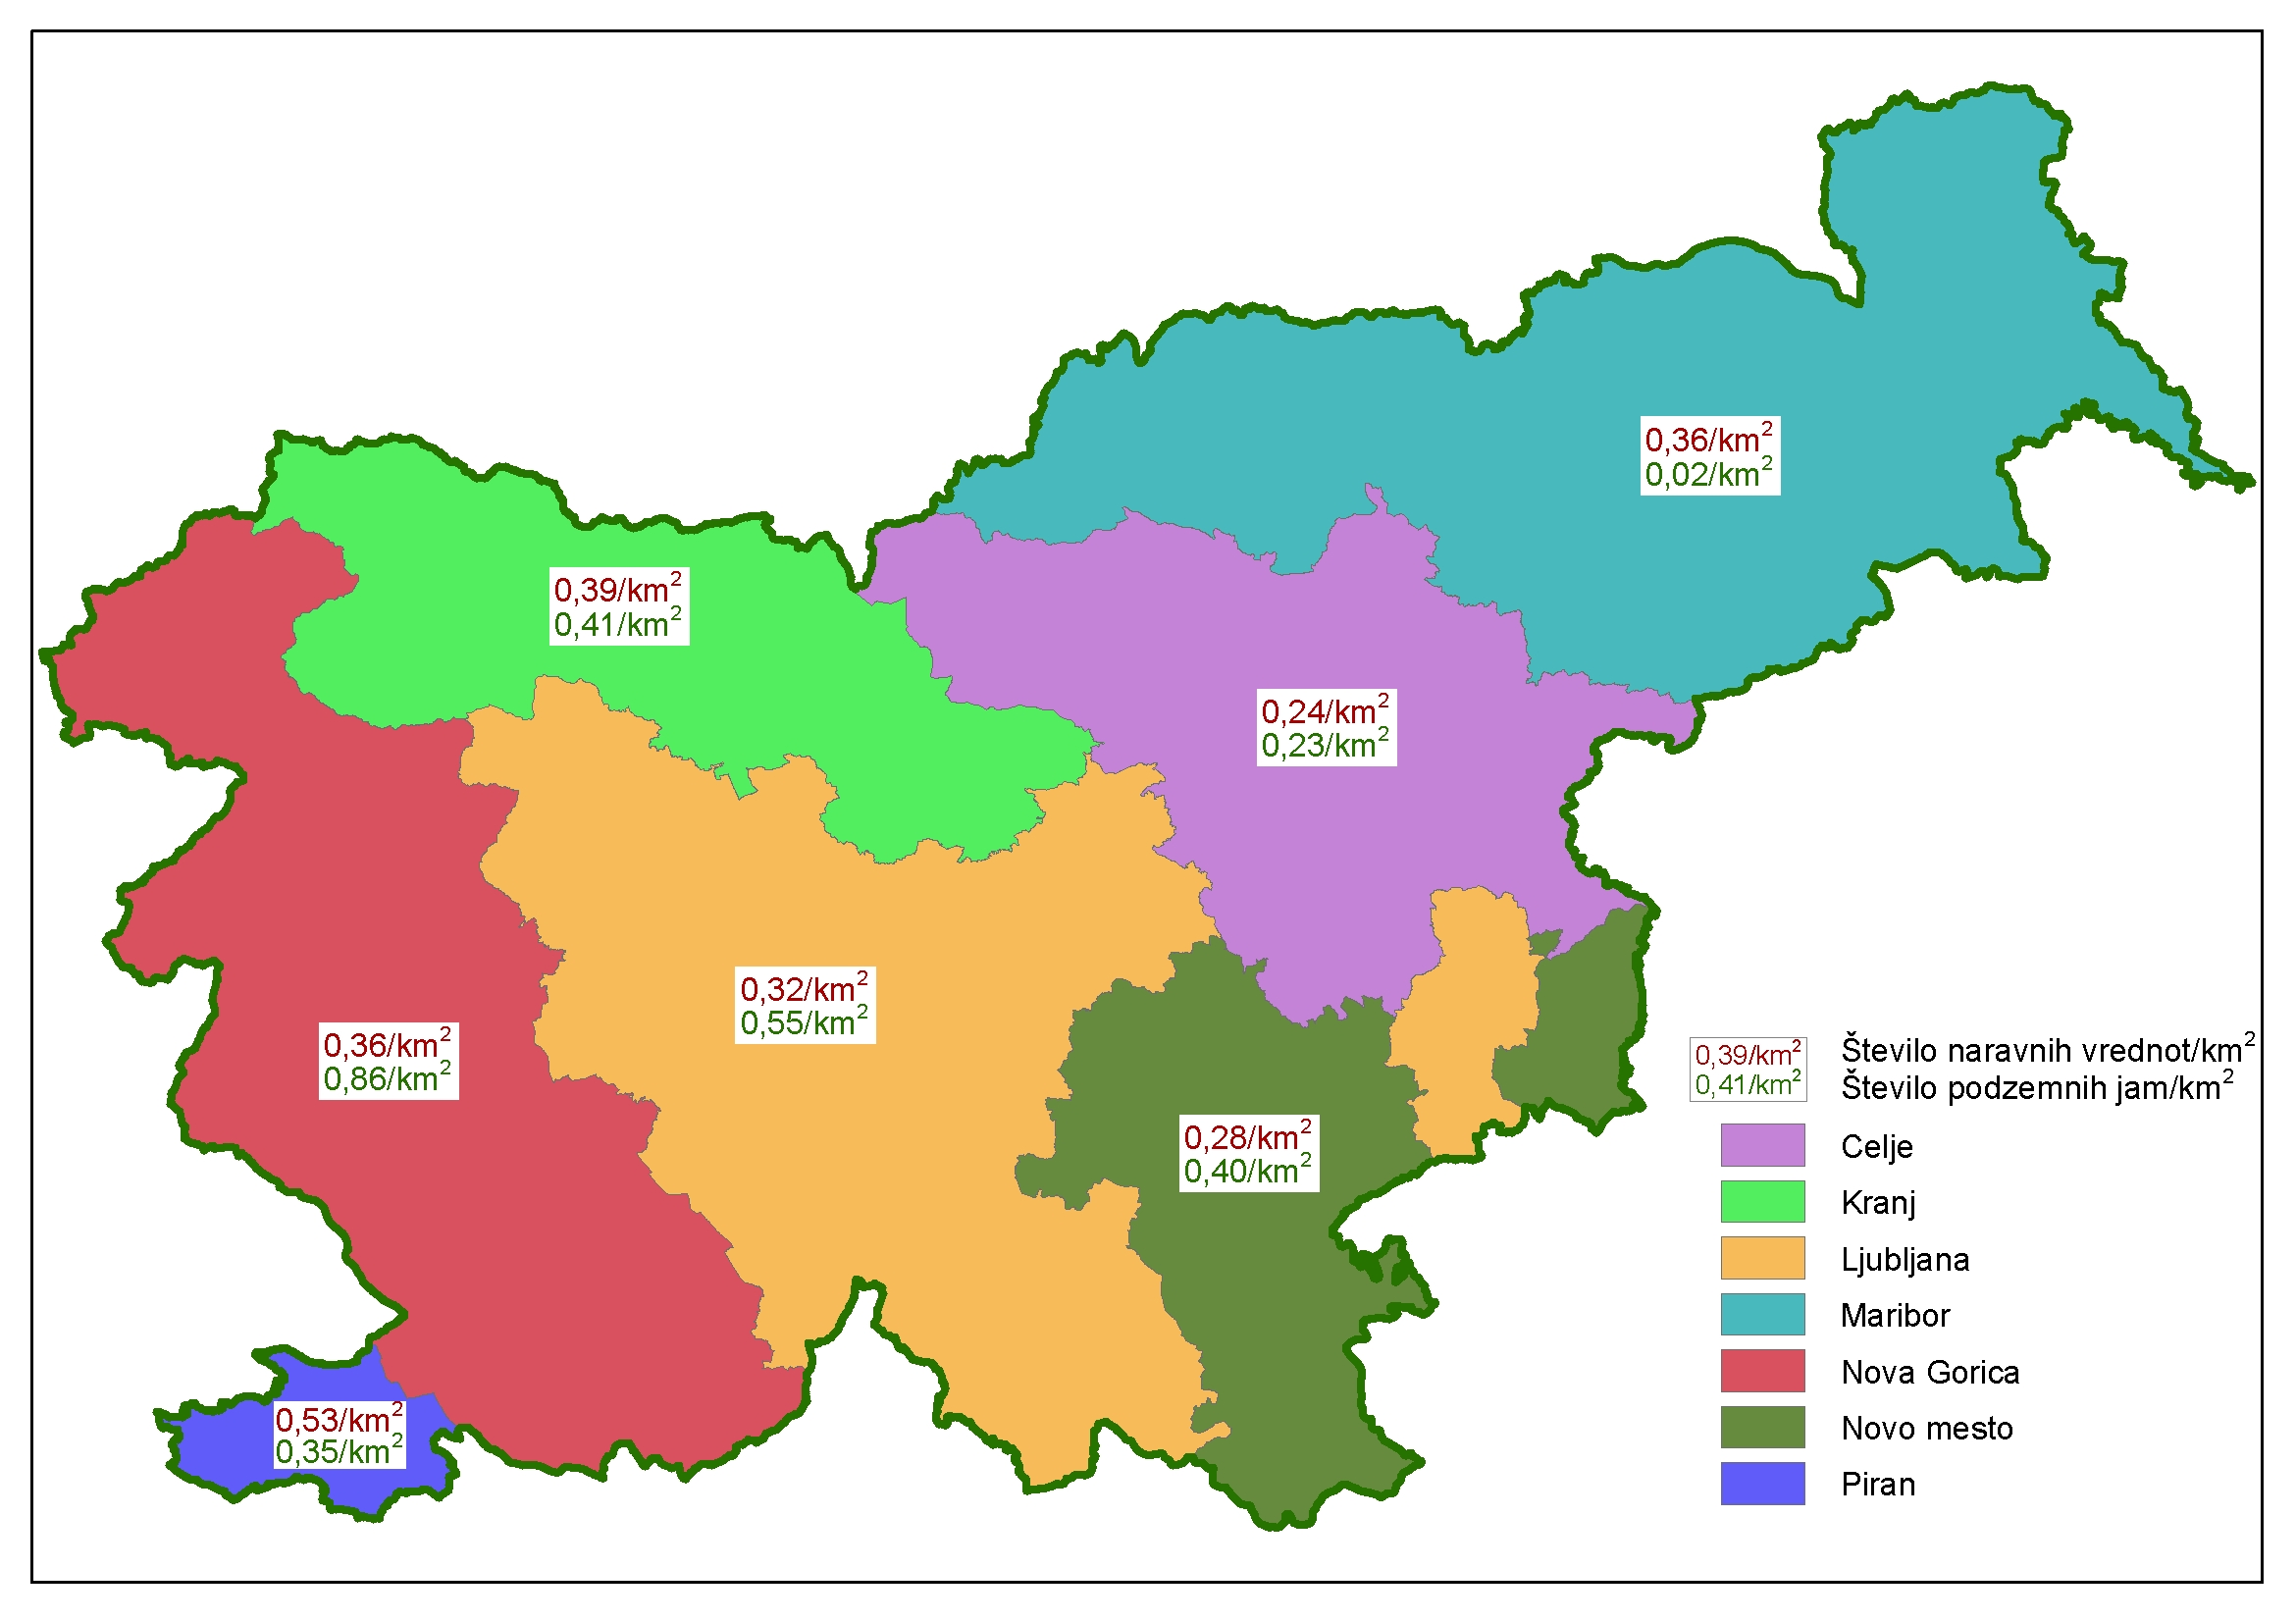 0,36/km²
0,02/km²
0,39/km²
0,41/km²
0,24/km²
0,23/km²
0,32/km²
0,55/km²
0,36/km²
0,86/km²
0,28/km²
0,40/km²
0,53/km²
0,35/km²
0,39/km² Število naravnih vrednot/km²
0,41/km² Število podzemnih jam/km²
Celje
Kranj
Ljubljana
Maribor
Nova Gorica
Novo mesto
Piran